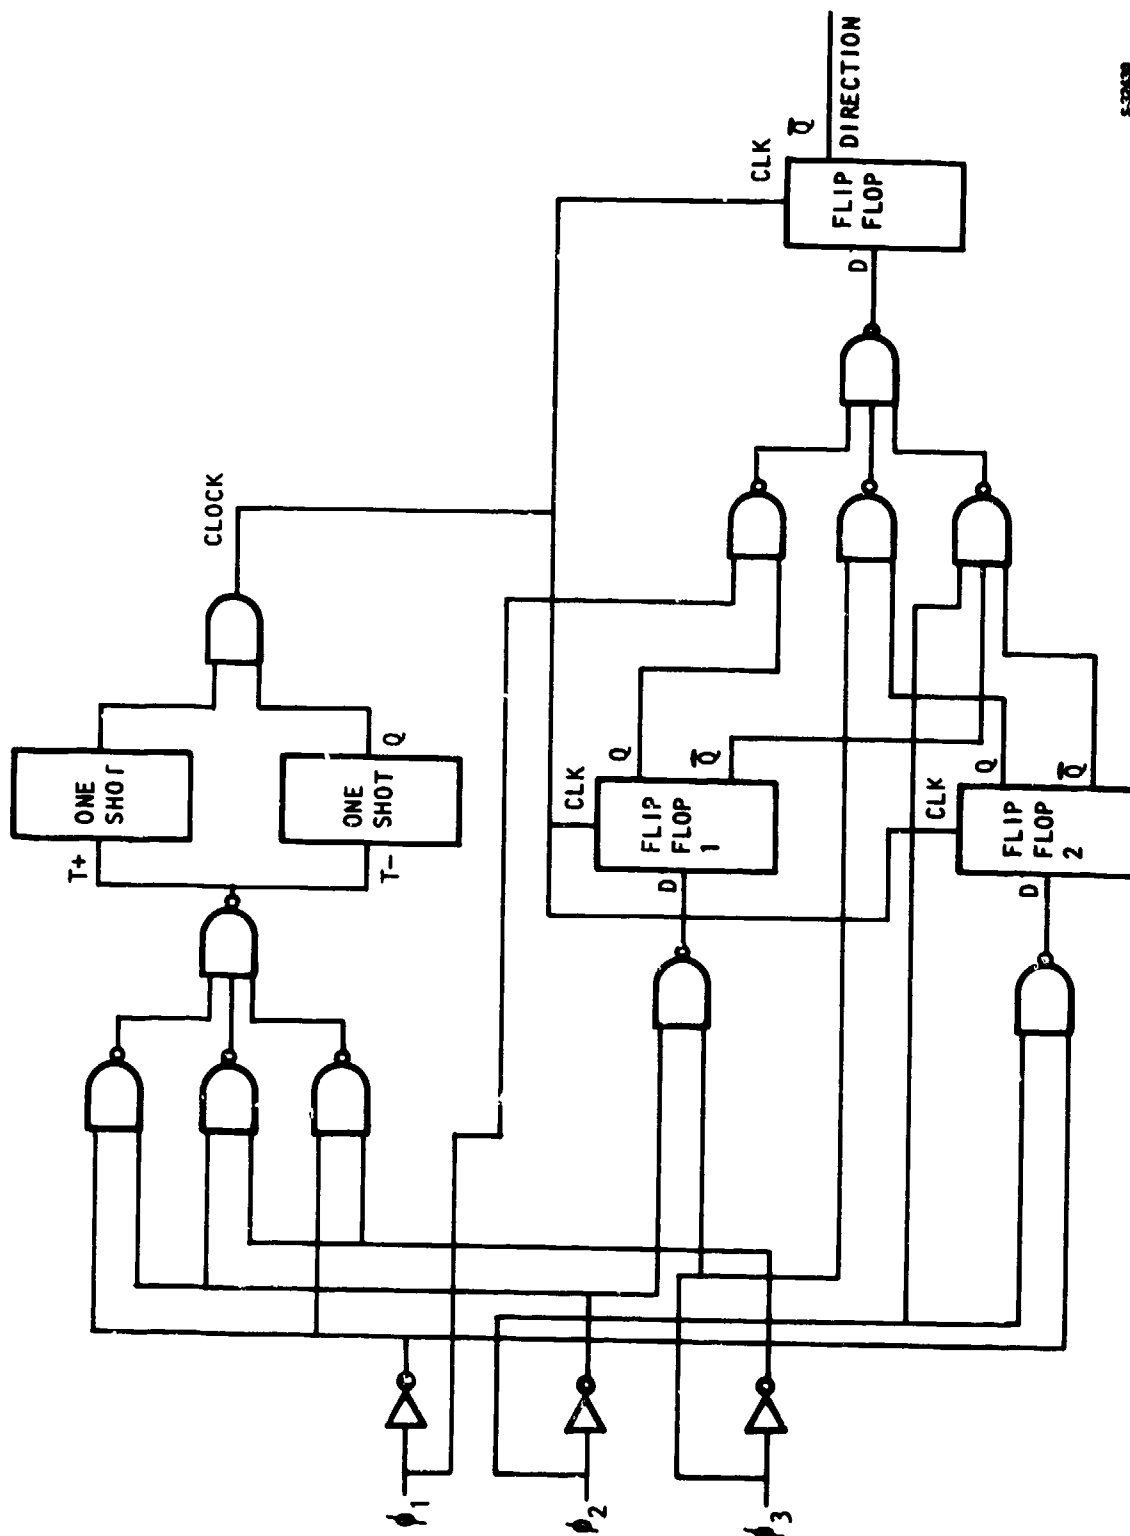 ϕ1
ϕ2
ϕ3
T+
ONE
SHOT
T-
ONE
SHOT
Q
CLOCK
D
FLIP
FLOP
1
CLK
Q
Q̅
D
FLIP
FLOP
2
CLK
Q
Q̅
D
FLIP
FLOP
CLK
Q̅
DIRECTION